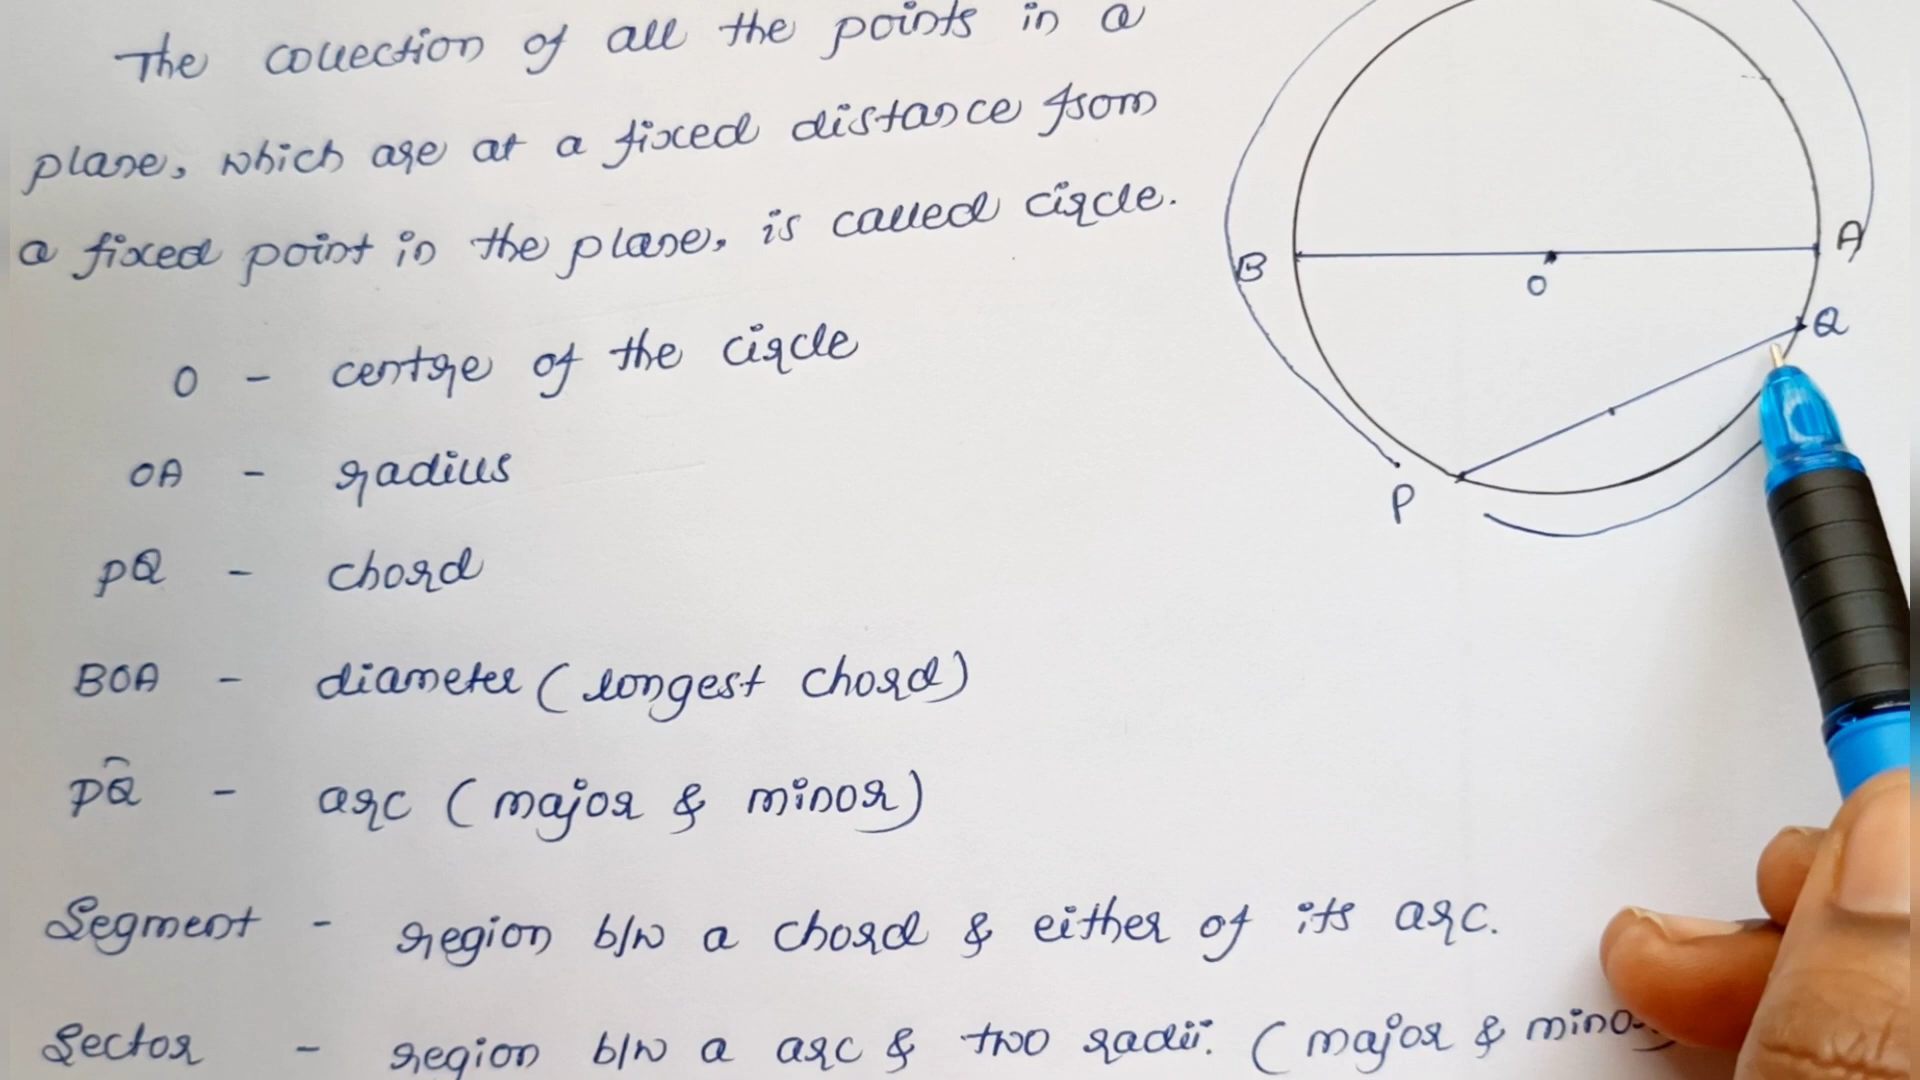 The collection of all the points in a
plane, which are at a fixed distance from
a fixed point in the plane, is called circle.
O - centre of the circle
OA - radius
PQ - chord
BOA - diameter (longest chord)
P͡Q - arc (major & minor)
Segment - region b/w a chord & either of its arc.
Sector - region b/w a arc & two radii. (major & mino
A
B
O
Q
P